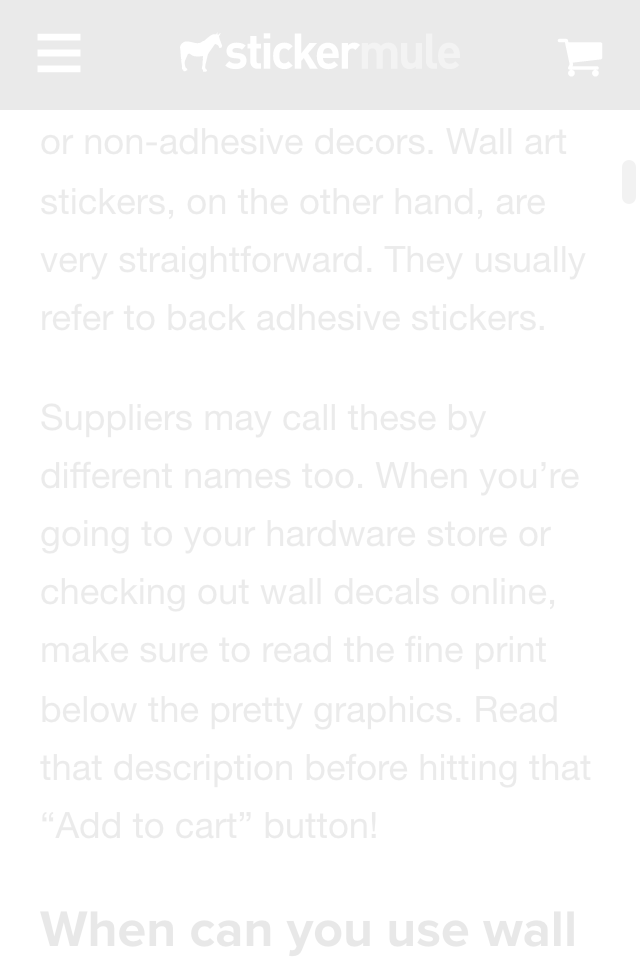 stickermule
or non-adhesive decors. Wall art
stickers, on the other hand, are
very straightforward. They usually
refer to back adhesive stickers.
Suppliers may call these by
different names too. When you’re
going to your hardware store or
checking out wall decals online,
make sure to read the fine print
below the pretty graphics. Read
that description before hitting that
“Add to cart” button!
When can you use wall